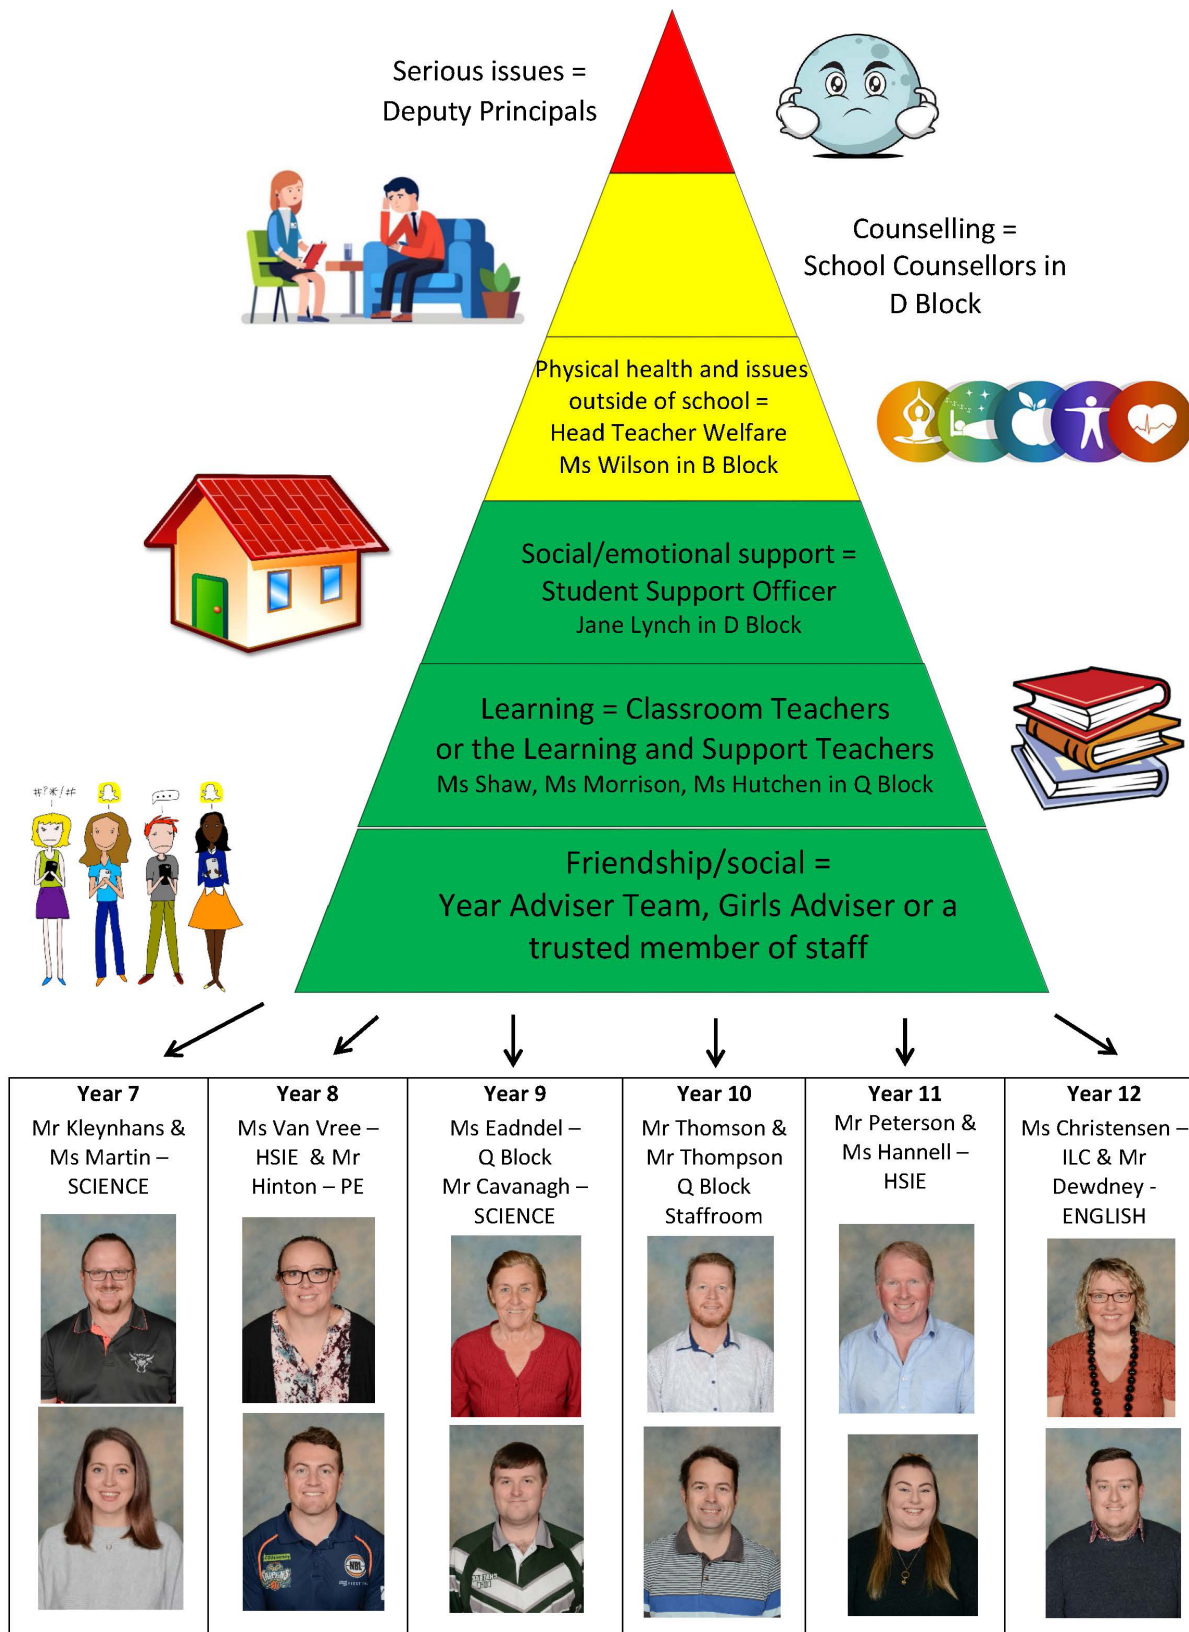 Serious issues =
Deputy Principals
Counselling =
School Counsellors in
D Block
Physical health and issues
outside of school =
Head Teacher Welfare
Ms Wilson in B Block
Social/emotional support =
Student Support Officer
Jane Lynch in D Block
Learning = Classroom Teachers
or the Learning and Support Teachers
Ms Shaw, Ms Morrison, Ms Hutchen in Q Block
#?*!/#
Friendship/social =
Year Adviser Team, Girls Adviser or a
trusted member of staff
Year 7
Mr Kleynhans &
Ms Martin –
SCIENCE
Year 8
Ms Van Vree –
HSIE & Mr
Hinton – PE
Year 9
Ms Eadndel –
Q Block
Mr Cavanagh –
SCIENCE
Year 10
Mr Thomson &
Mr Thompson
Q Block
Staffroom
Year 11
Mr Peterson &
Ms Hannell –
HSIE
Year 12
Ms Christensen –
ILC & Mr
Dewdney -
ENGLISH
NBL